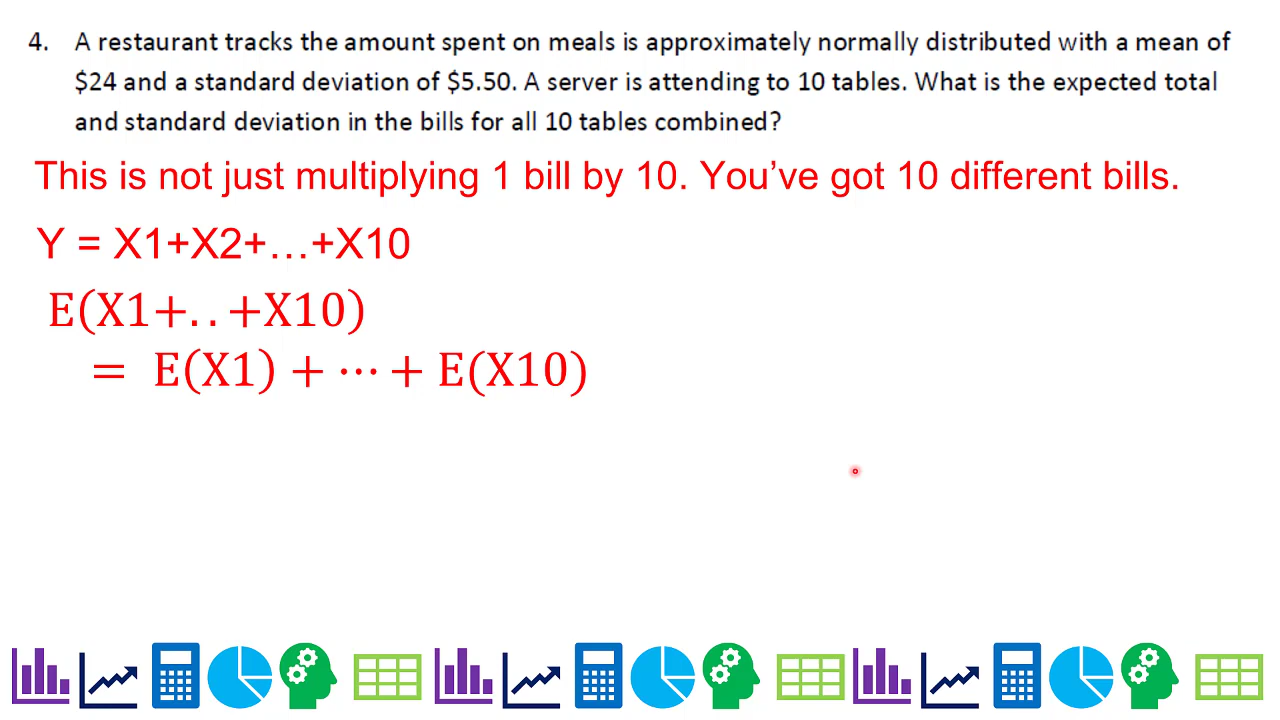 4. A restaurant tracks the amount spent on meals is approximately normally distributed with a mean of
$24 and a standard deviation of $5.50. A server is attending to 10 tables. What is the expected total
and standard deviation in the bills for all 10 tables combined?
This is not just multiplying 1 bill by 10. You’ve got 10 different bills.
Y = X1+X2+…+X10
E(X1+..+X10)
= E(X1) + ⋯ + E(X10)